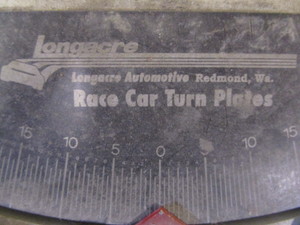 Longacre
Longacre Automotive Redmond, Wa.
Race Car Turn Plates
15 10 5 0 5 10 15